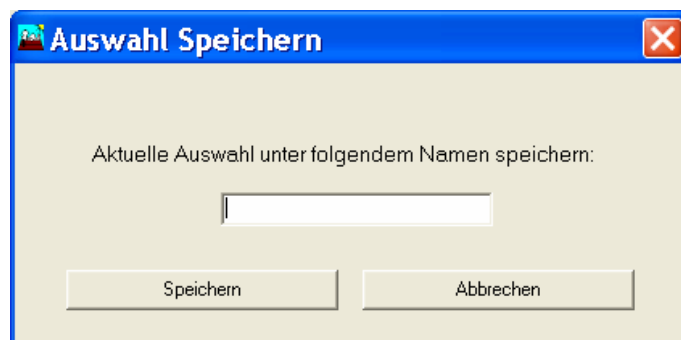 Auswahl Speichern
Aktuelle Auswahl unter folgendem Namen speichern:
Speichern
Abbrechen